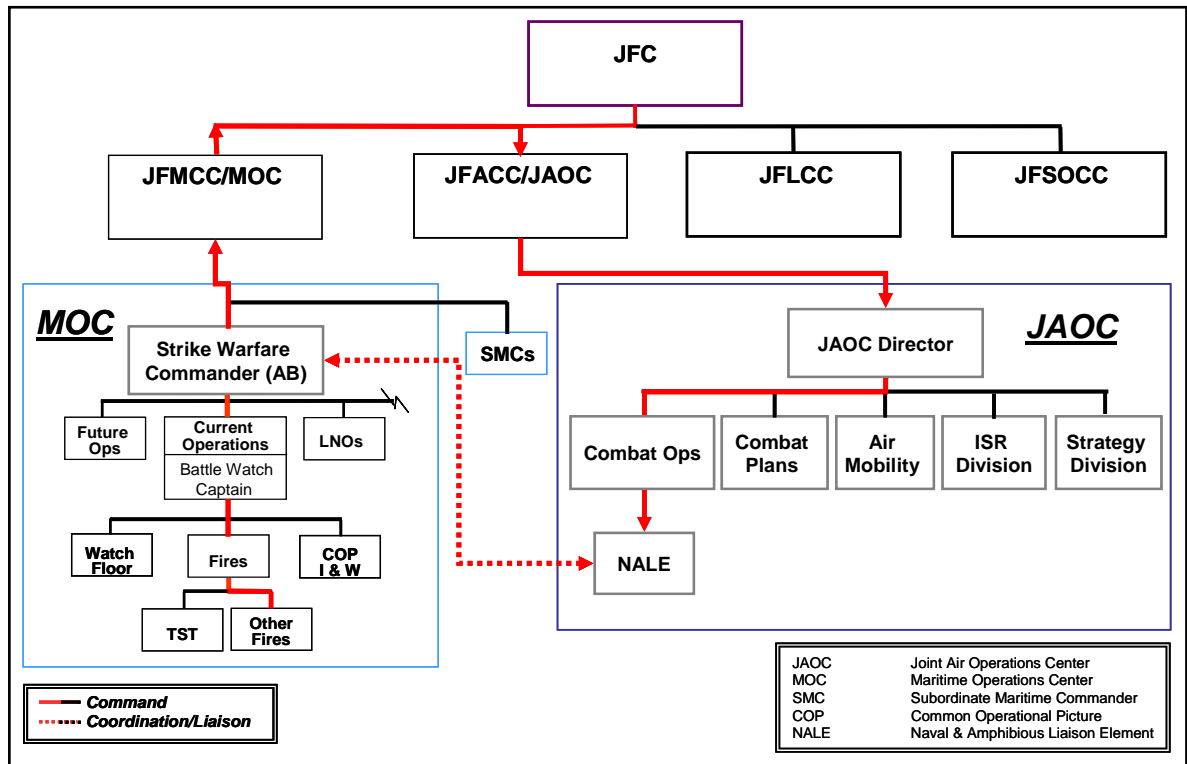 JFC
JFMCC/MOC
JFACC/JAOC
JFLCC
JFSOCC
MOC
Strike Warfare
Commander (AB)
SMCs
Future
Ops
Current
Operations
Battle Watch
Captain
LNOs
Watch
Floor
Fires
COP
I & W
TST
Other
Fires
JAOC
JAOC Director
Combat Ops
Combat
Plans
Air
Mobility
ISR
Division
Strategy
Division
NALE
Command
Coordination/Liaison
JAOC Joint Air Operations Center
MOC Maritime Operations Center
SMC Subordinate Maritime Commander
COP Common Operational Picture
NALE Naval & Amphibious Liaison Element